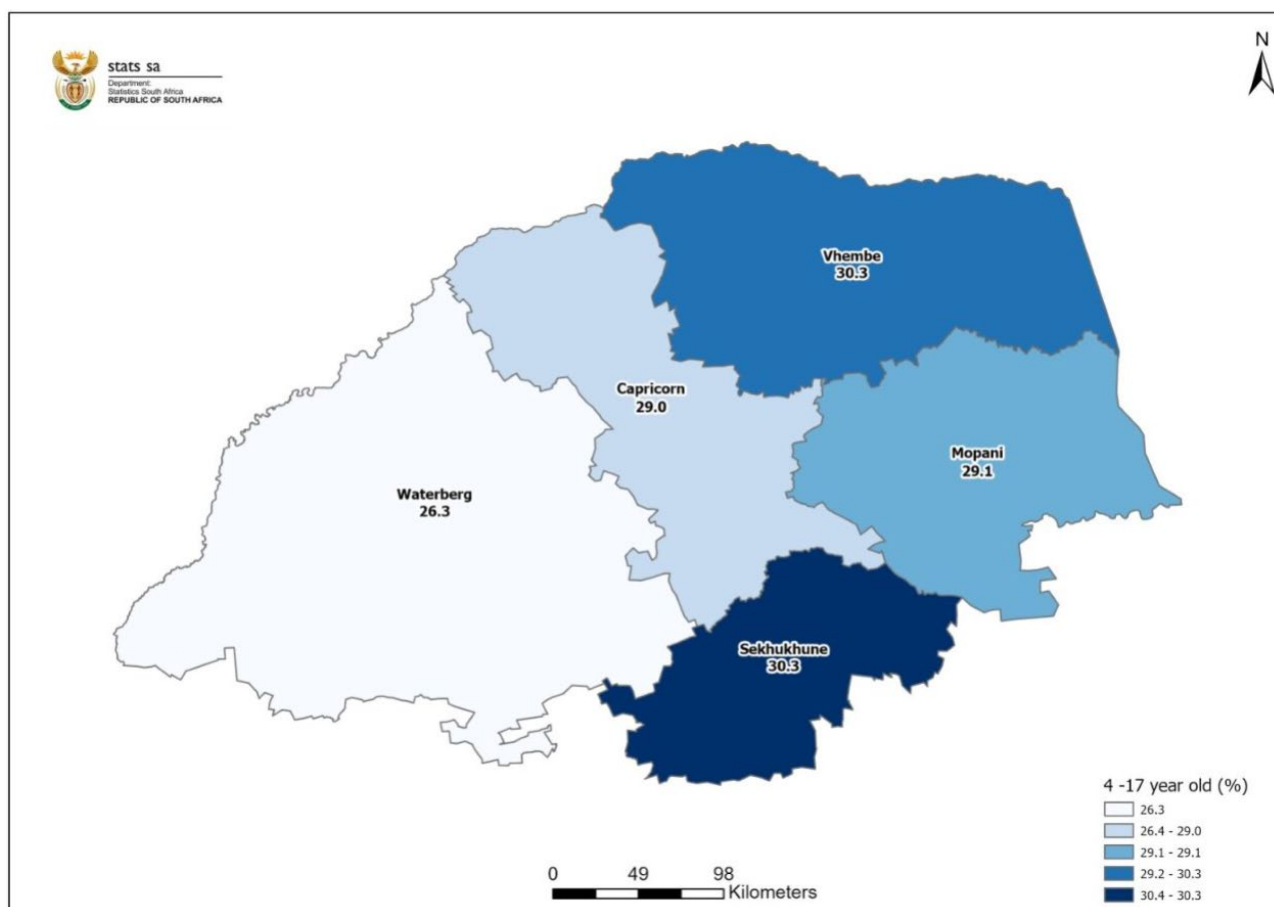 stats sa
Department:
Statistics South Africa
REPUBLIC OF SOUTH AFRICA
N
Vhembe
30.3
Capricorn
29.0
Mopani
29.1
Waterberg
26.3
Sekhukhune
30.3
4 -17 year old (%)
26.3
26.4 - 29.0
29.1 - 29.1
29.2 - 30.3
30.4 - 30.3
0 49 98
Kilometers